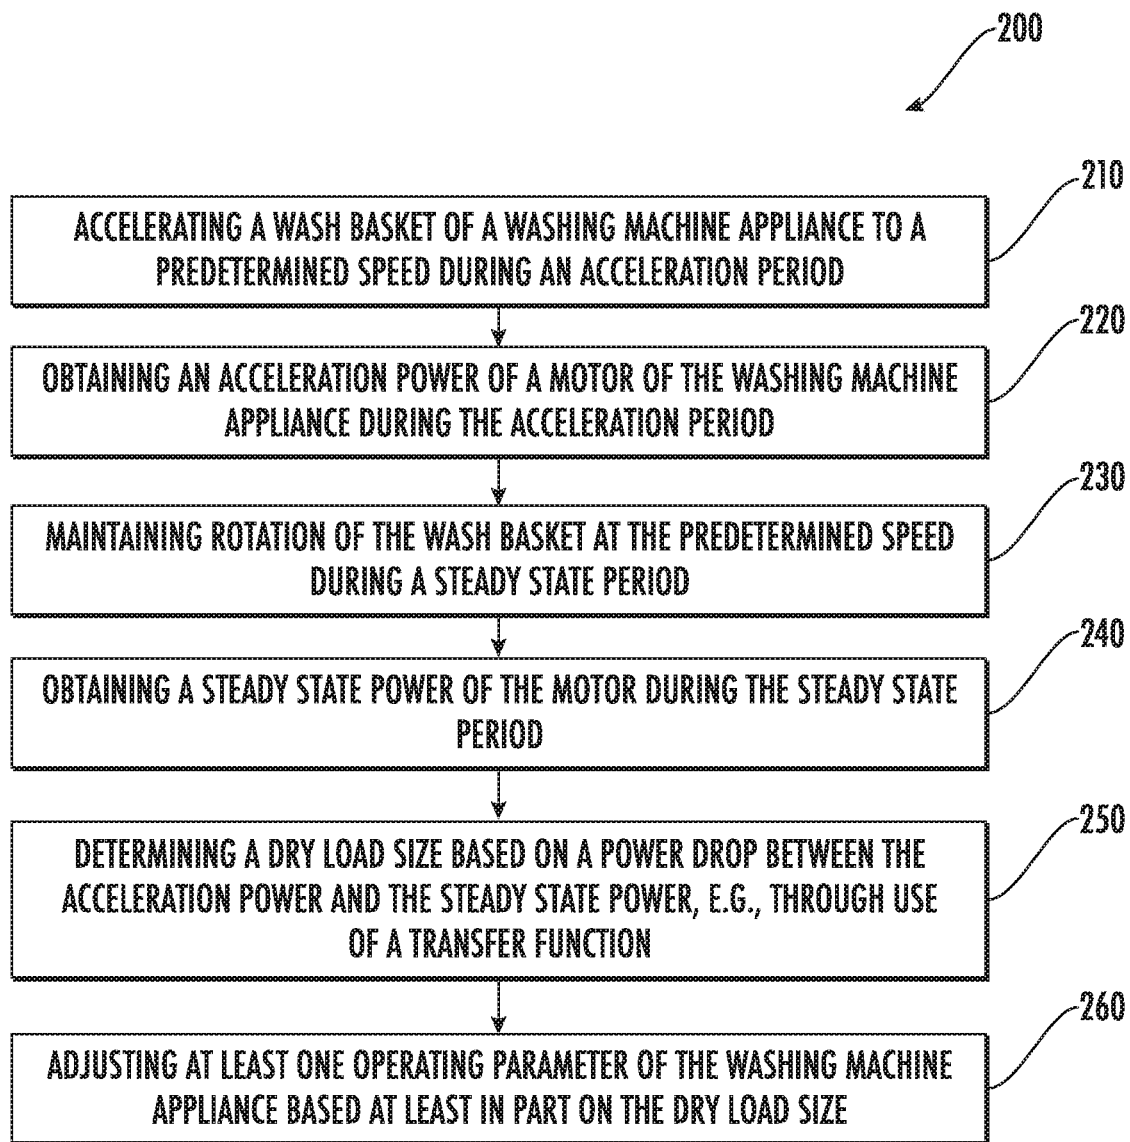 200
210
ACCELERATING A WASH BASKET OF A WASHING MACHINE APPLIANCE TO A
PREDETERMINED SPEED DURING AN ACCELERATION PERIOD
220
OBTAINING AN ACCELERATION POWER OF A MOTOR OF THE WASHING MACHINE
APPLIANCE DURING THE ACCELERATION PERIOD
230
MAINTAINING ROTATION OF THE WASH BASKET AT THE PREDETERMINED SPEED
DURING A STEADY STATE PERIOD
240
OBTAINING A STEADY STATE POWER OF THE MOTOR DURING THE STEADY STATE
PERIOD
250
DETERMINING A DRY LOAD SIZE BASED ON A POWER DROP BETWEEN THE
ACCELERATION POWER AND THE STEADY STATE POWER, E.G., THROUGH USE
OF A TRANSFER FUNCTION
260
ADJUSTING AT LEAST ONE OPERATING PARAMETER OF THE WASHING MACHINE
APPLIANCE BASED AT LEAST IN PART ON THE DRY LOAD SIZE